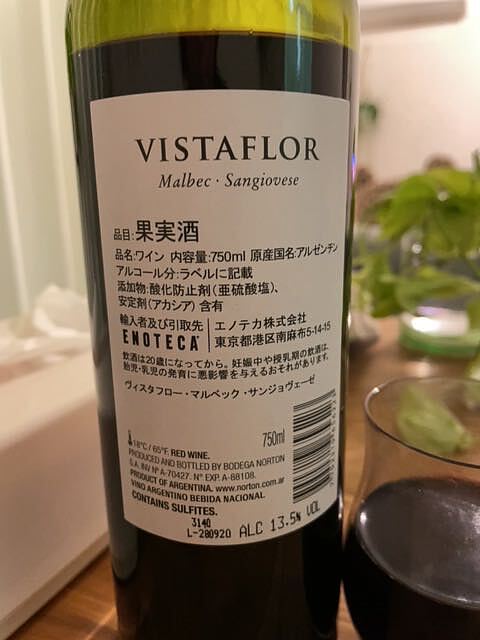 VISTAFLOR
Malbec · Sangiovese
品目:果実酒
品名:ワイン 内容量:750ml 原産国名:アルゼンチン
アルコール分:ラベルに記載
添加物:酸化防止剤(亜硫酸塩)、
安定剤(アカシア)含有
輸入者及び引取先 エノテカ株式会社
ENOTECA 東京都港区南麻布5-14-15
飲酒は20歳になってから。妊娠中や授乳期の飲酒は、
胎児・乳児の発育に悪影響を与えるおそれがあります。
ヴィスタフロー・マルベック・サンジョヴェーゼ
750ml
18°C / 65°F. RED WINE.
PRODUCED AND BOTTLED BY BODEGA NORTON
S.A. INV Nº A-70427. N° EXP. A-88108.
PRODUCT OF ARGENTINA. www.norton.com.ar
VINO ARGENTINO BEBIDA NACIONAL
CONTAINS SULFITES.
3140
L-280920 ALC 13.5% VOL